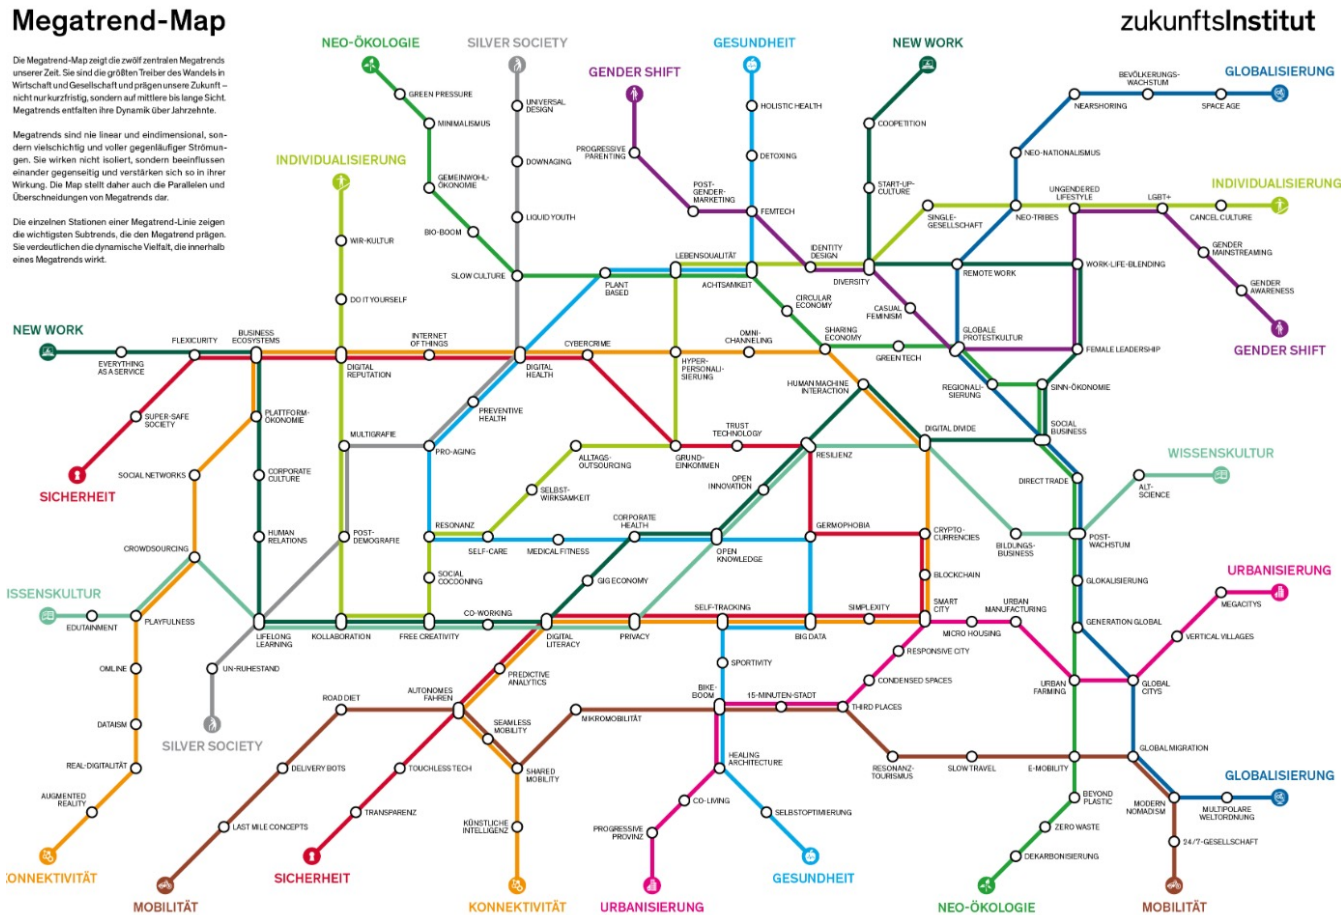 Megatrend-Map
zukunftsInstitut
Die Megatrend-Map zeigt die zwölf zentralen Megatrends
unserer Zeit. Sie sind die größten Treiber des Wandels in
Wirtschaft und Gesellschaft und prägen unsere Zukunft –
nicht nur kurzfristig, sondern auf mittlere bis lange Sicht.
Megatrends entfalten ihre Dynamik über Jahrzehnte.
Megatrends sind nie linear und eindimensional, son-
dern vielschichtig und voller gegenläufiger Strömun-
gen. Sie wirken nicht isoliert, sondern beeinflussen
einander gegenseitig und verstärken sich so in ihrer
Wirkung. Die Map stellt daher auch die Parallelen und
Überschneidungen von Megatrends dar.
Die einzelnen Stationen einer Megatrend-Linie zeigen
die wichtigsten Subtrends, die den Megatrend prägen.
Sie verdeutlichen die dynamische Vielfalt, die innerhalb
eines Megatrends wirkt.
NEO-ÖKOLOGIE
SILVER SOCIETY
GESUNDHEIT
NEW WORK
GENDER SHIFT
GLOBALISIERUNG
BEVÖLKERUNGS-
WACHSTUM
NEARSHORING
SPACE AGE
GREEN PRESSURE
UNIVERSAL
DESIGN
HOLISTIC HEALTH
MINIMALISMUS
COOPETITION
INDIVIDUALISIERUNG
DOWNAGING
PROGRESSIVE
PARENTING
DETOXING
NEO-NATIONALISMUS
GEMEINWOHL-
ÖKONOMIE
POST-
GENDER-
MARKETING
START-UP-
CULTURE
UNGENDERED
LIFESTYLE
LGBT+
INDIVIDUALISIERUNG
LIQUID YOUTH
FEMTECH
SINGLE-
GESELLSCHAFT
NEO-TRIBES
CANCEL CULTURE
WIR-KULTUR
BIO-BOOM
IDENTITY
DESIGN
GENDER
MAINSTREAMING
SLOW CULTURE
PLANT
BASED
LEBENSQUALITÄT
ACHTSAMKEIT
DIVERSITY
REMOTE WORK
WORK-LIFE-BLENDING
GENDER
AWARENESS
DO IT YOURSELF
CIRCULAR
ECONOMY
CASUAL
FEMINISM
GENDER SHIFT
NEW WORK
EVERYTHING
AS A SERVICE
FLEXICURITY
BUSINESS
ECOSYSTEMS
DIGITAL
REPUTATION
INTERNET
OF THINGS
DIGITAL
HEALTH
CYBERCRIME
HYPER-
PERSONALI-
SIERUNG
OMNI-
CHANNELING
SHARING
ECONOMY
GREEN TECH
GLOBALE
PROTESTKULTUR
FEMALE LEADERSHIP
HUMAN MACHINE
INTERACTION
REGIONALI-
SIERUNG
SINN-ÖKONOMIE
SUPER-SAFE
SOCIETY
PLATTFORM-
ÖKONOMIE
PREVENTIVE
HEALTH
MULTIGRAFIE
PRO-AGING
ALLTAGS-
OUTSOURCING
GRUND-
EINKOMMEN
TRUST
TECHNOLOGY
RESILIENZ
DIGITAL DIVIDE
SOCIAL
BUSINESS
WISSENSKULTUR
SICHERHEIT
SOCIAL NETWORKS
CORPORATE
CULTURE
SELBST-
WIRKSAMKEIT
OPEN
INNOVATION
DIRECT TRADE
ALT-
SCIENCE
HUMAN
RELATIONS
POST-
DEMOGRAFIE
RESONANZ
SELF-CARE
MEDICAL FITNESS
CORPORATE
HEALTH
OPEN
KNOWLEDGE
GERMOPHOBIA
CRYPTO-
CURRENCIES
BILDUNGS-
BUSINESS
POST-
WACHSTUM
CROWDSOURCING
SOCIAL
COCOONING
GIG ECONOMY
BLOCKCHAIN
GLOKALISIERUNG
URBANISIERUNG
MEGACITYS
ISSENSKULTUR
EDUTAINMENT
PLAYFULNESS
LIFELONG
LEARNING
KOLLABORATION
FREE CREATIVITY
CO-WORKING
DIGITAL
LITERACY
PRIVACY
SELF-TRACKING
BIG DATA
SIMPLEXITY
SMART
CITY
MICRO HOUSING
URBAN
MANUFACTURING
GENERATION GLOBAL
VERTICAL VILLAGES
RESPONSIVE CITY
OMLINE
UN-RUHESTAND
PREDICTIVE
ANALYTICS
SPORTIVITY
CONDENSED SPACES
URBAN
FARMING
GLOBAL
CITYS
ROAD DIET
AUTONOMES
FAHREN
BIKE-
BOOM
15-MINUTEN-STADT
THIRD PLACES
DATAISM
SEAMLESS
MOBILITY
MIKROMOBILITÄT
SILVER SOCIETY
REAL-DIGITALITÄT
DELIVERY BOTS
TOUCHLESS TECH
SHARED
MOBILITY
HEALING
ARCHITECTURE
RESONANZ-
TOURISMUS
SLOW TRAVEL
E-MOBILITY
GLOBAL MIGRATION
GLOBALISIERUNG
AUGMENTED
REALITY
TRANSPARENZ
CO-LIVING
SELBSTOPTIMIERUNG
BEYOND
PLASTIC
MODERN
NOMADISM
MULTIPOLARE
WELTORDNUNG
LAST MILE CONCEPTS
KÜNSTLICHE
INTELLIGENZ
PROGRESSIVE
PROVINZ
ZERO WASTE
24/7-GESELLSCHAFT
DEKARBONISIERUNG
ONNEKTIVITÄT
SICHERHEIT
GESUNDHEIT
MOBILITÄT
KONNEKTIVITÄT
URBANISIERUNG
NEO-ÖKOLOGIE
MOBILITÄT